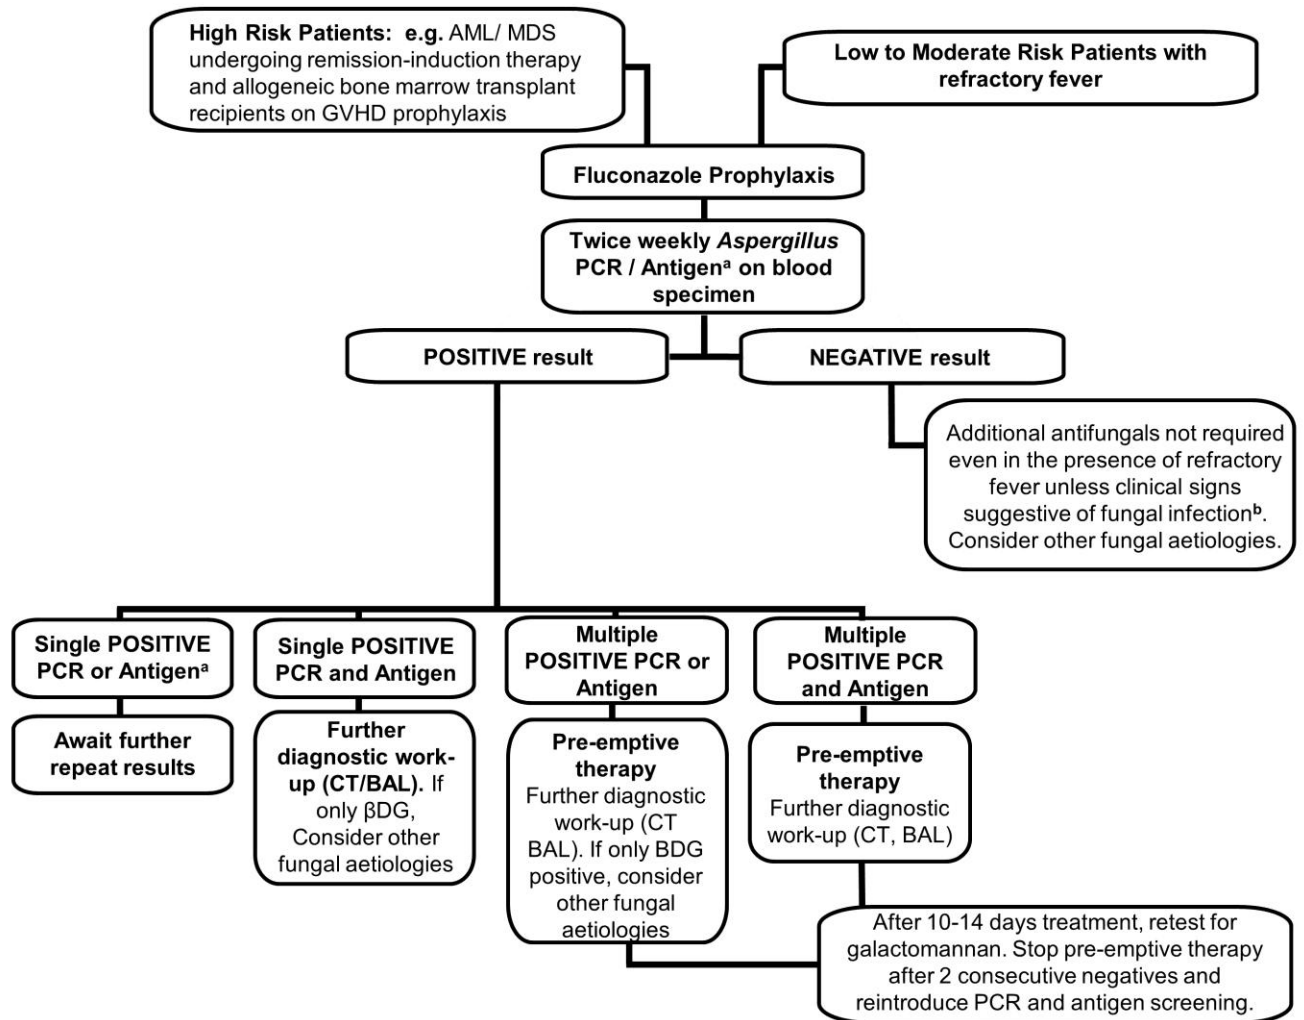 High Risk Patients:  e.g. AML/ MDS
undergoing remission-induction therapy
and allogeneic bone marrow transplant
recipients on GVHD prophylaxis
Low to Moderate Risk Patients with
refractory fever
Fluconazole Prophylaxis
Twice weekly Aspergillus
PCR / Antigenᵃ on blood
specimen
POSITIVE result
NEGATIVE result
Additional antifungals not required
even in the presence of refractory
fever unless clinical signs
suggestive of fungal infectionᵇ.
Consider other fungal aetiologies.
Single POSITIVE
PCR or Antigenᵃ
Await further
repeat results
Single POSITIVE
PCR and Antigen
Further
diagnostic work-
up (CT/BAL). If
only βDG,
Consider other
fungal aetiologies
Multiple
POSITIVE PCR or
Antigen
Pre-emptive
therapy
Further diagnostic
work-up (CT
BAL). If only BDG
positive, consider
other fungal
aetiologies
Multiple
POSITIVE PCR
and Antigen
Pre-emptive
therapy
Further diagnostic
work-up (CT, BAL)
After 10-14 days treatment, retest for
galactomannan. Stop pre-emptive therapy
after 2 consecutive negatives and
reintroduce PCR and antigen screening.